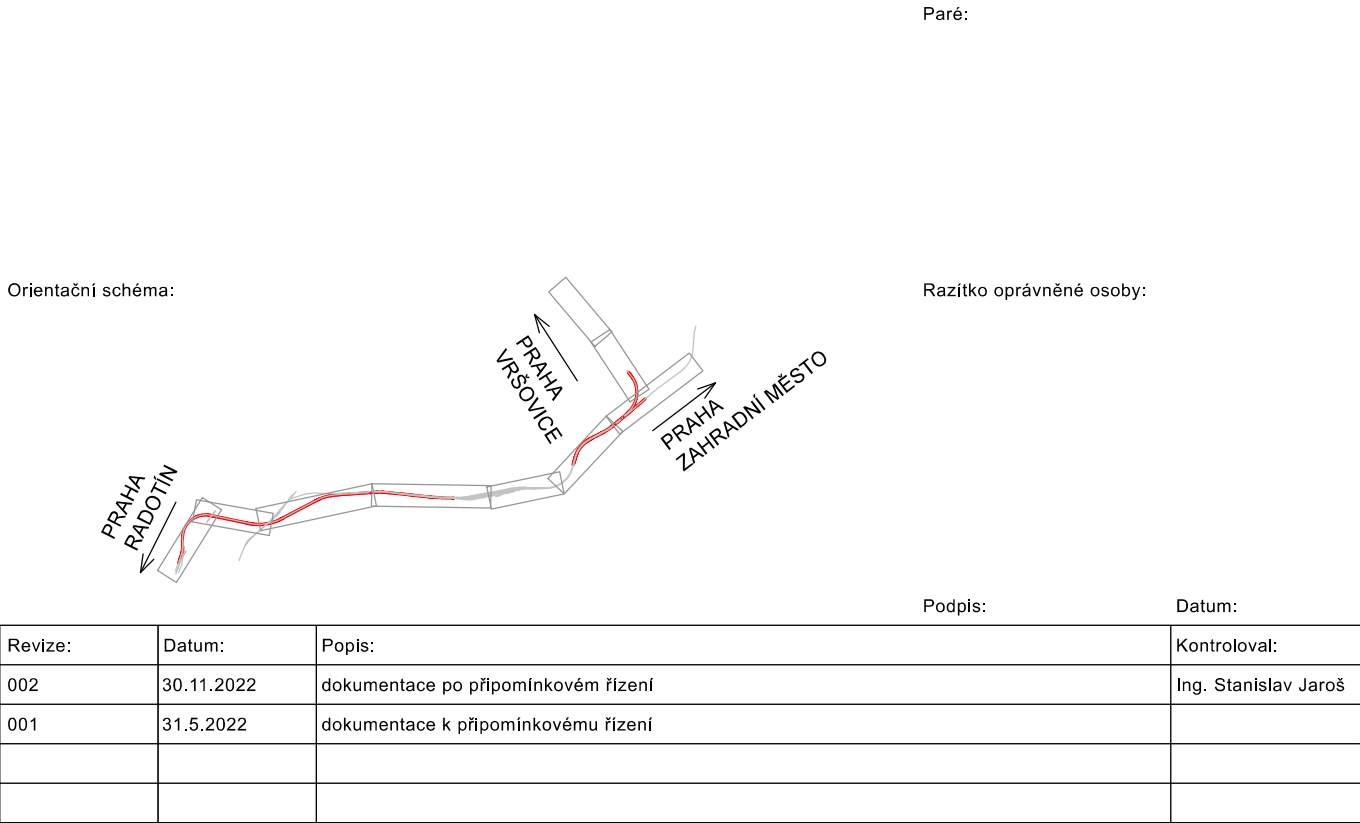 Paré:
Orientační schéma:
Razítko oprávněné osoby:
PRAHA
VRŠOVICE
PRAHA
ZAHRADNÍ MĚSTO
PRAHA
RADOTÍN
Podpis:
Datum:
Revize:
Datum:
Popis:
Kontroloval:
002
30.11.2022
dokumentace po připomínkovém řízení
Ing. Stanislav Jaroš
001
31.5.2022
dokumentace k připomínkovému řízení